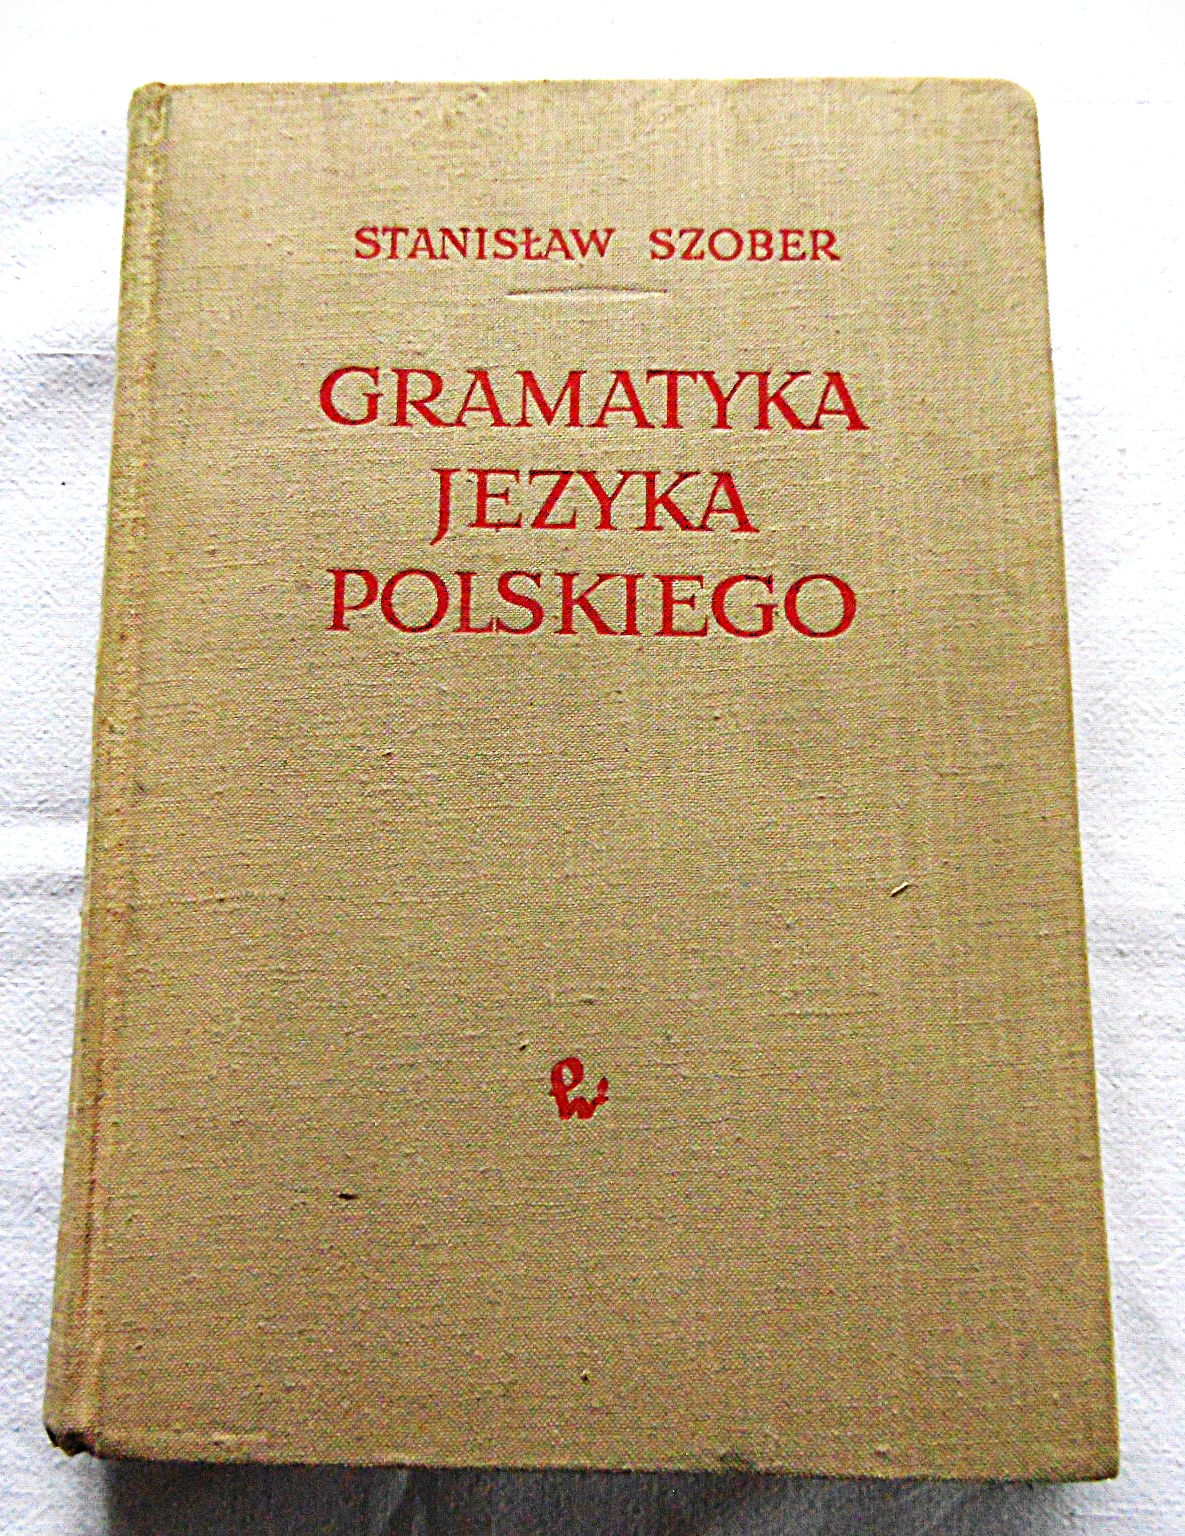 STANISŁAW SZOBER
GRAMATYKA
JĘZYKA
POLSKIEGO